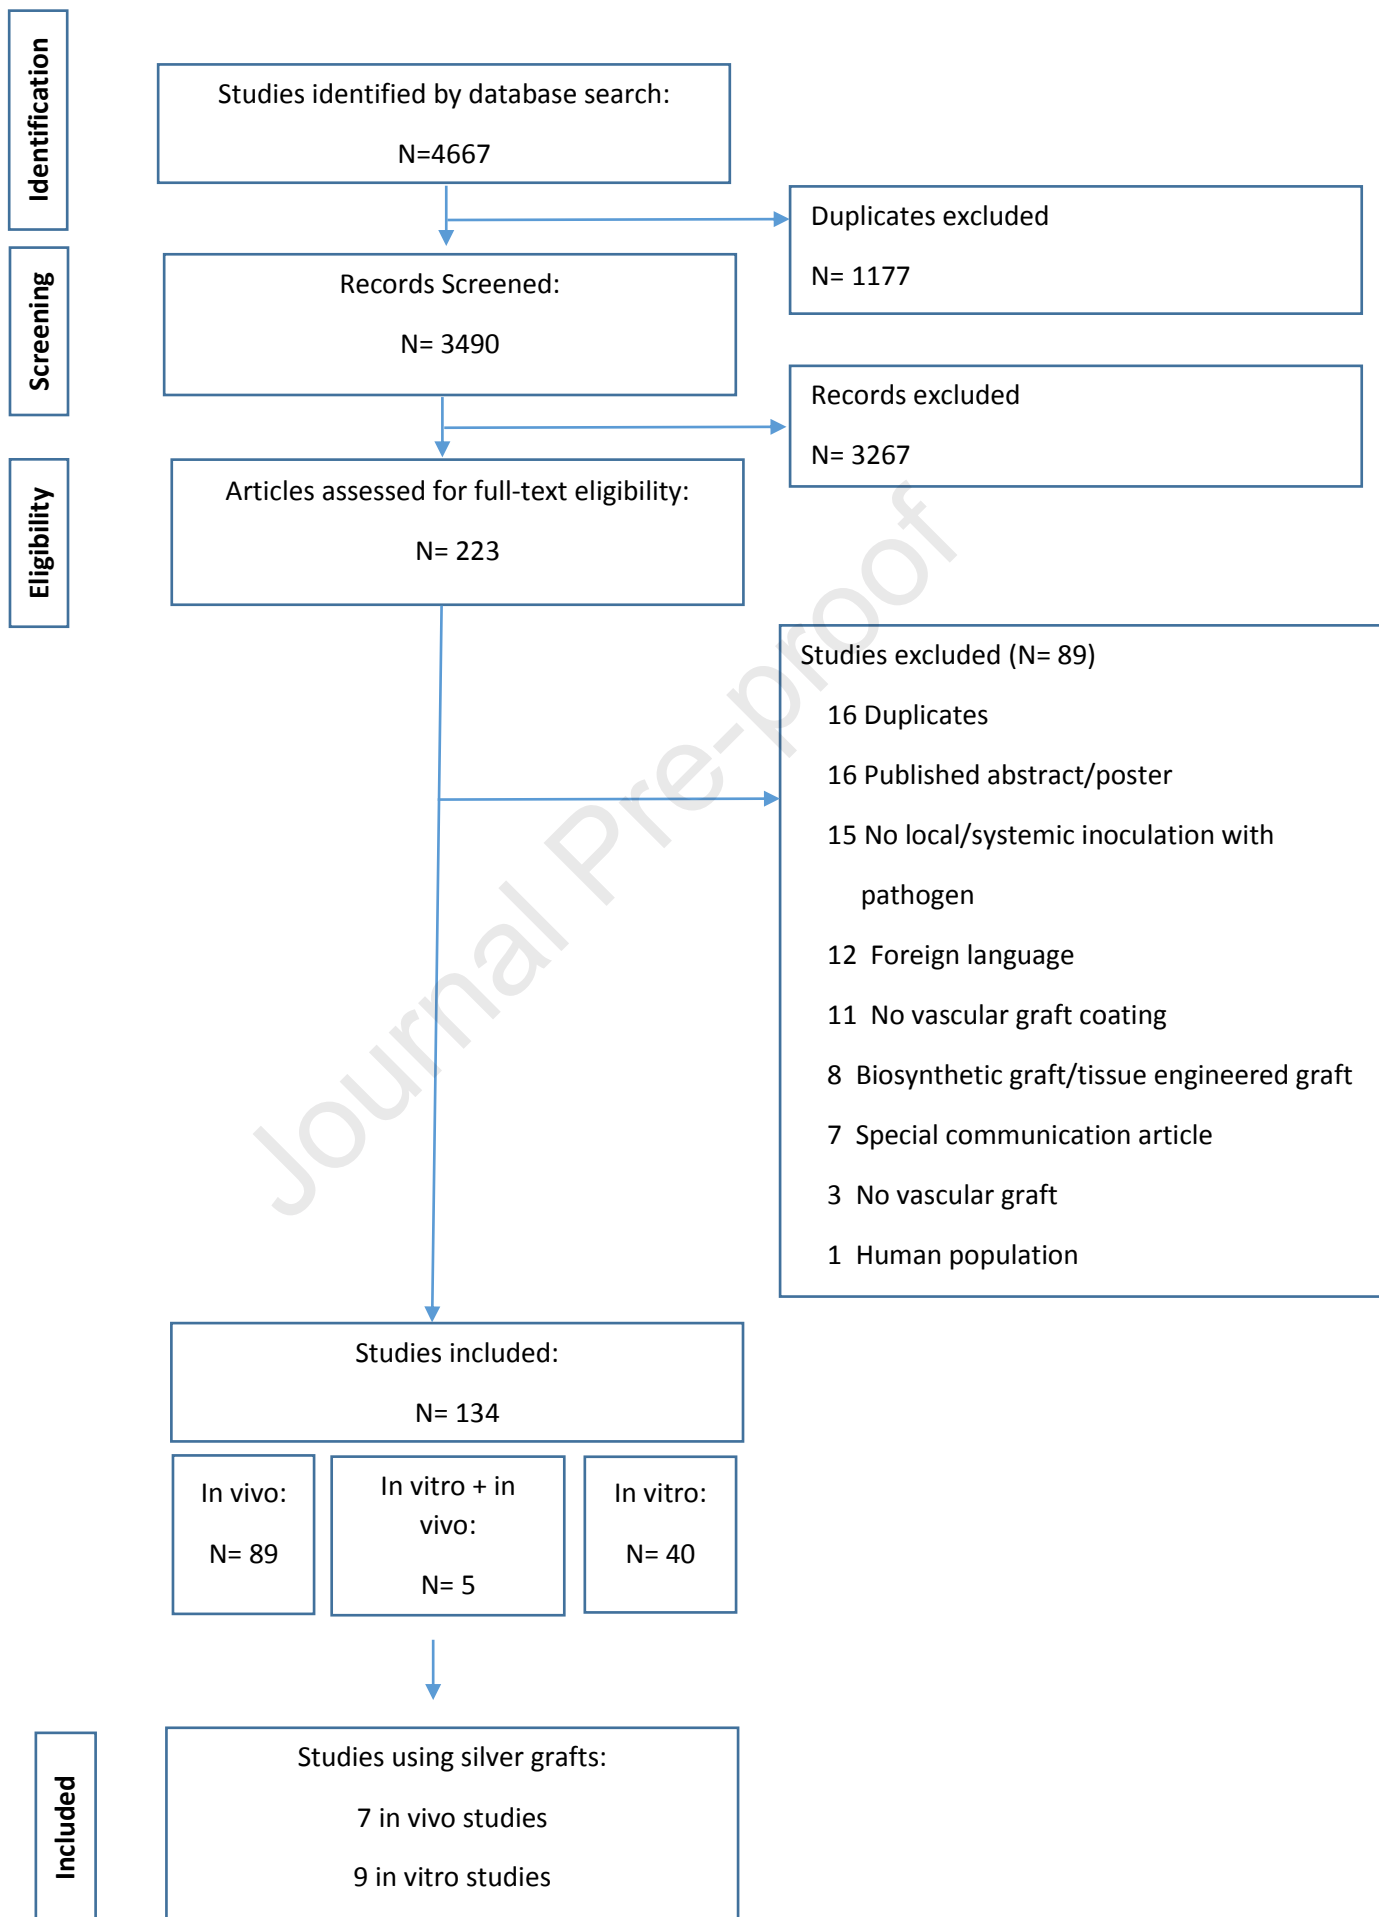 Identification
Studies identified by database search:
N=4667
Duplicates excluded
N= 1177
Screening
Records Screened:
N= 3490
Records excluded
N= 3267
Eligibility
Articles assessed for full-text eligibility:
N= 223
Studies excluded (N= 89)
16 Duplicates
16 Published abstract/poster
15 No local/systemic inoculation with
pathogen
12 Foreign language
11 No vascular graft coating
8 Biosynthetic graft/tissue engineered graft
7 Special communication article
3 No vascular graft
1 Human population
Journal Pre-proof
Studies included:
N= 134
In vivo:
N= 89
In vitro + in
vivo:
N= 5
In vitro:
N= 40
Included
Studies using silver grafts:
7 in vivo studies
9 in vitro studies